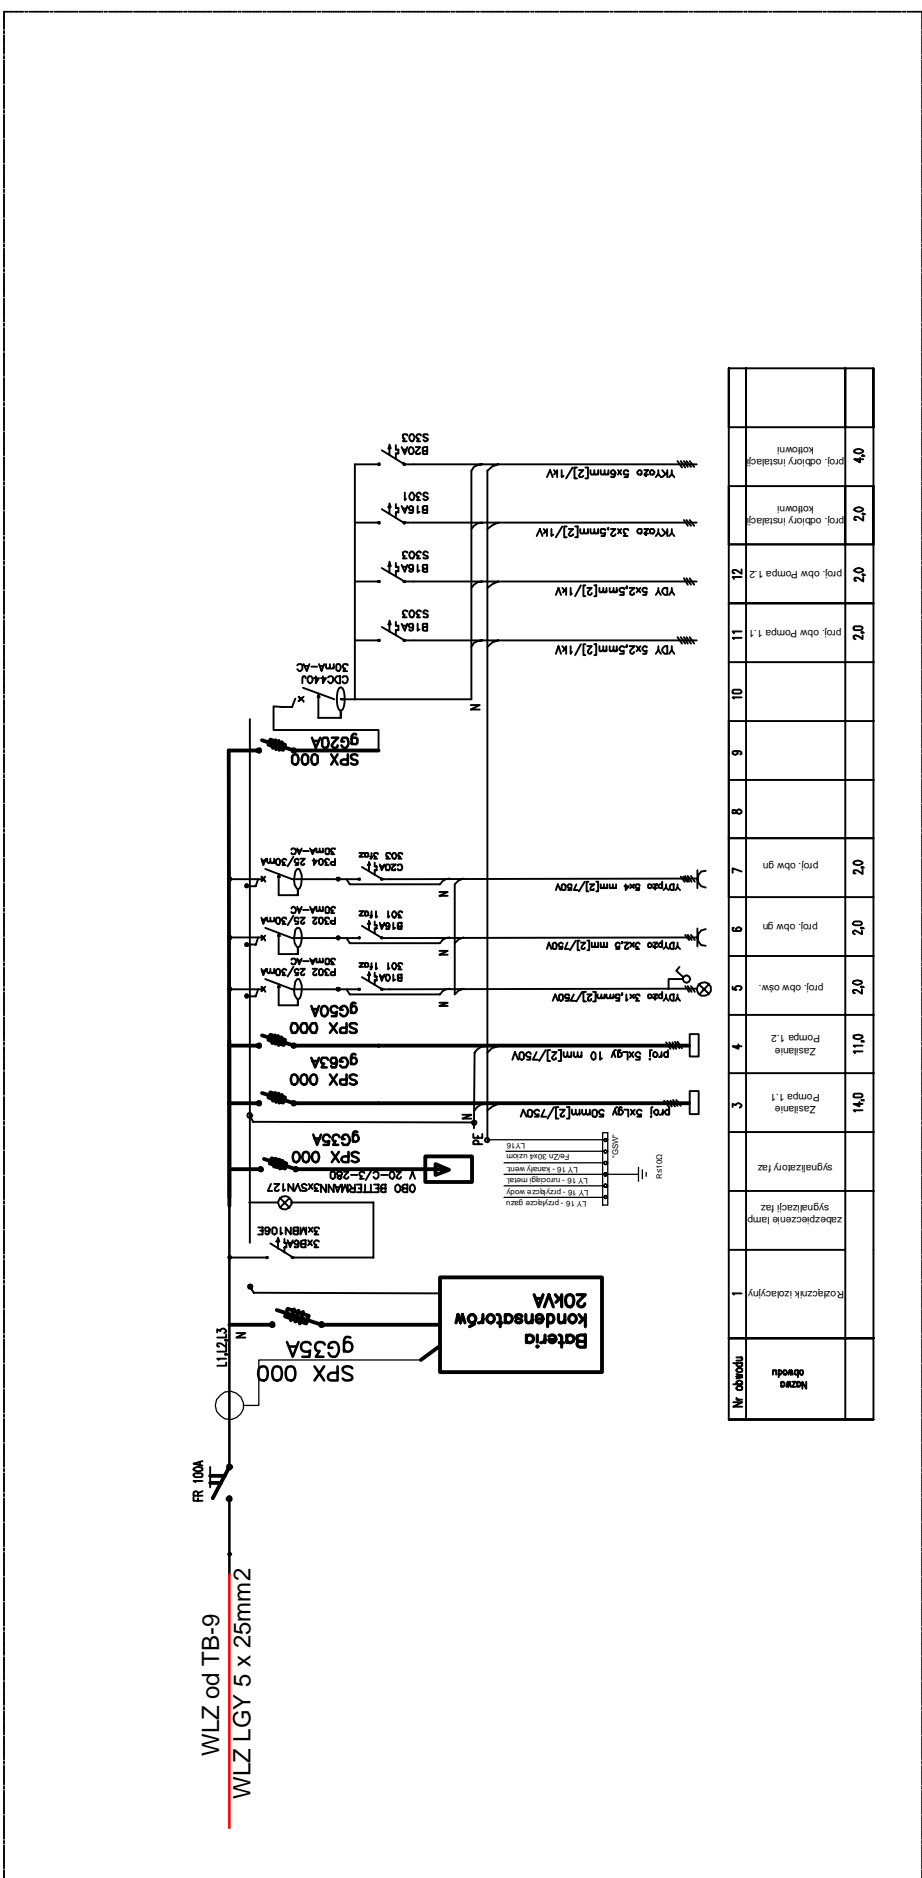 WLZ od TB-9
WLZ LGY 5 x 25mm2
FR 100A
L1,L2,L3
N
SPX 000
gG35A
Bateria
kondensatorów
20kVA
3xB6A
3xMBN106E
3xSVN127
OBO BETTERMANN
V 20-C/3-280
SPX 000
gG35A
SPX 000
gG63A
SPX 000
gG50A
P302 25/30mA
30mA-AC
B10A
301 1faz
P302 25/30mA
30mA-AC
B16A
301 1faz
P304 25/30mA
30mA-AC
C20A
303 3faz
SPX 000
gG20A
CDC440J
30mA-AC
B16A
S303
B16A
S303
B16A
S301
B20A
S303
N
PE
N
N
N
N
LY 16 - przyłącze gazu
LY 16 - przyłącze wody
LY 16 - rurociągi metal.
LY 16 - kanały went.
Fe/Zn 30x4 uziom
LY16
"GSW"
R≤10Ω
proj 5xLgy 50mm[2]/750V
proj 5xLgy 10 mm[2]/750V
YDYpżo 3x1,5mm[2]/750V
YDYpżo 3x2,5 mm[2]/750V
YDYpżo 5x4 mm[2]/750V
YDY 5x2,5mm[2]/1kV
YDY 5x2,5mm[2]/1kV
YKYożo 3x2,5mm[2]/1kV
YKYożo 5x6mm[2]/1kV
Nr obwodu
Nazwa
obwodu
1
Rozłącznik izolacyjny
zabezpieczenie lamp
sygnalizacji faz
sygnalizatory faz
3
Zasilanie
Pompa 1.1
14,0
4
Zasilanie
Pompa 1.2
11,0
5
proj. obw ośw.
2,0
6
proj. obw gn
2,0
7
proj. obw gn
2,0
8
9
10
11
proj. obw Pompa 1.1
2,0
12
proj. obw Pompa 1.2
2,0
proj. odbiory instalacji
kotłowni
2,0
proj. odbiory instalacji
kotłowni
4,0